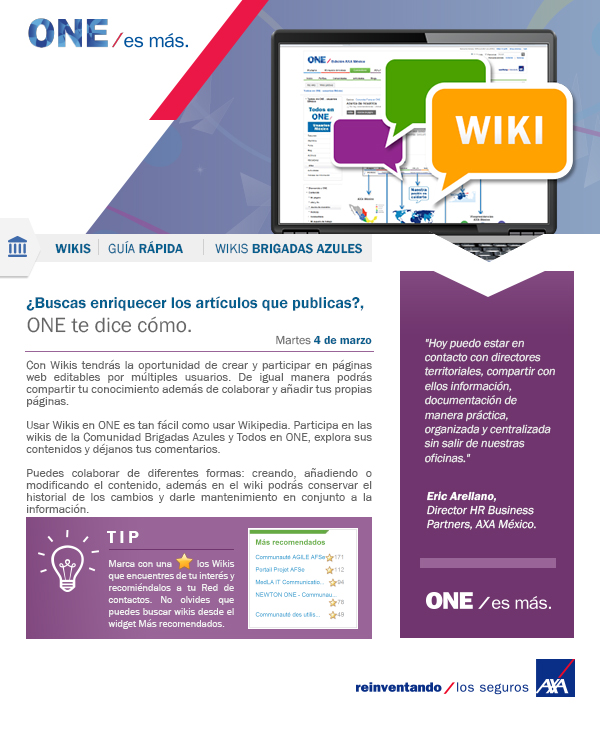 ONE/es más.
ONE / Intranet AXA México
Todos en
ONE
WIKI
WIKIS
GUÍA RÁPIDA
WIKIS BRIGADAS AZULES
¿Buscas enriquecer los artículos que publicas?,
ONE te dice cómo.
Martes 4 de marzo
Con Wikis tendrás la oportunidad de crear y participar en páginas
web editables por múltiples usuarios. De igual manera podrás
compartir tu conocimiento además de colaborar y añadir tus propias
páginas.
Usar Wikis en ONE es tan fácil como usar Wikipedia. Participa en las
wikis de la Comunidad Brigadas Azules y Todos en ONE, explora sus
contenidos y déjanos tus comentarios.
Puedes colaborar de diferentes formas: creando, añadiendo o
modificando el contenido, además en el wiki podrás conservar el
historial de los cambios y darle mantenimiento en conjunto a la
información.
TIP
Marca con una los Wikis
que encuentres de tu interés y
recomiéndalos a tu Red de
contactos. No olvides que
puedes buscar wikis desde el
widget Más recomendados.
Más recomendados
Communauté AGILE AFSe 171
Portail Projet AFSe 112
MedLA IT Communicatio... 94
NEWTON ONE - Communau...
78
Communauté des utilis... 49
"Hoy puedo estar en
contacto con directores
territoriales, compartir con
ellos información,
documentación de
manera práctica,
organizada y centralizada
sin salir de nuestras
oficinas."
Eric Arellano,
Director HR Business
Partners, AXA México.
ONE /es más.
reinventando/los seguros
AXA